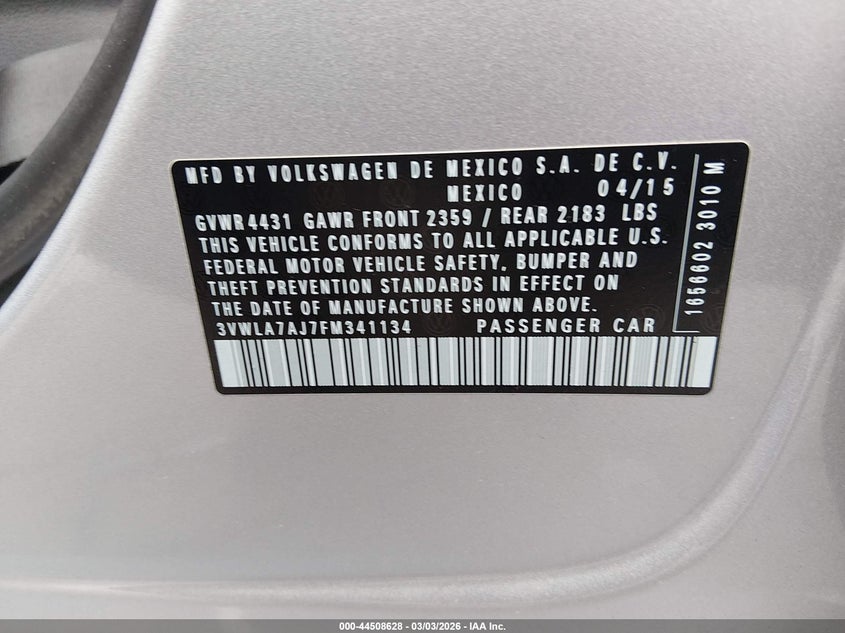 MFD BY VOLKSWAGEN DE MEXICO S.A. DE C.V.
MEXICO 04/15
GVWR 4431 GAWR FRONT 2359 / REAR 2183 LBS
THIS VEHICLE CONFORMS TO ALL APPLICABLE U.S.
FEDERAL MOTOR VEHICLE SAFETY, BUMPER AND
THEFT PREVENTION STANDARDS IN EFFECT ON
THE DATE OF MANUFACTURE SHOWN ABOVE.
3VWLA7AJ7FM341134 PASSENGER CAR
1656602 3010 M
000-44508628 - 03/03/2026 - IAA Inc.